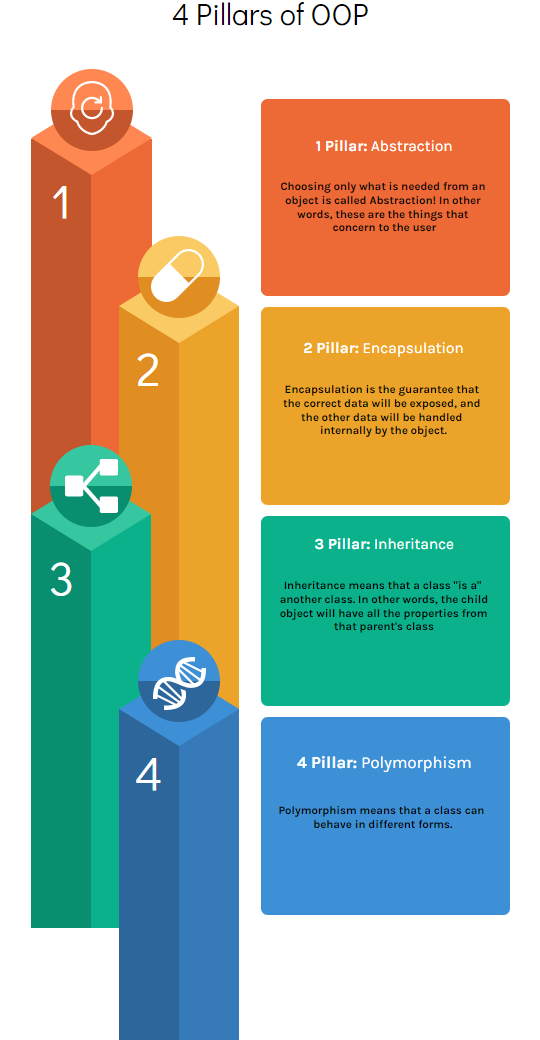 4 Pillars of OOP
1
1 Pillar: Abstraction
Choosing only what is needed from an
object is called Abstraction! In other
words, these are the things that
concern to the user
2
2 Pillar: Encapsulation
Encapsulation is the guarantee that
the correct data will be exposed, and
the other data will be handled
internally by the object.
3
3 Pillar: Inheritance
Inheritance means that a class "is a"
another class. In other words, the child
object will have all the properties from
that parent's class
4
4 Pillar: Polymorphism
Polymorphism means that a class can
behave in different forms.